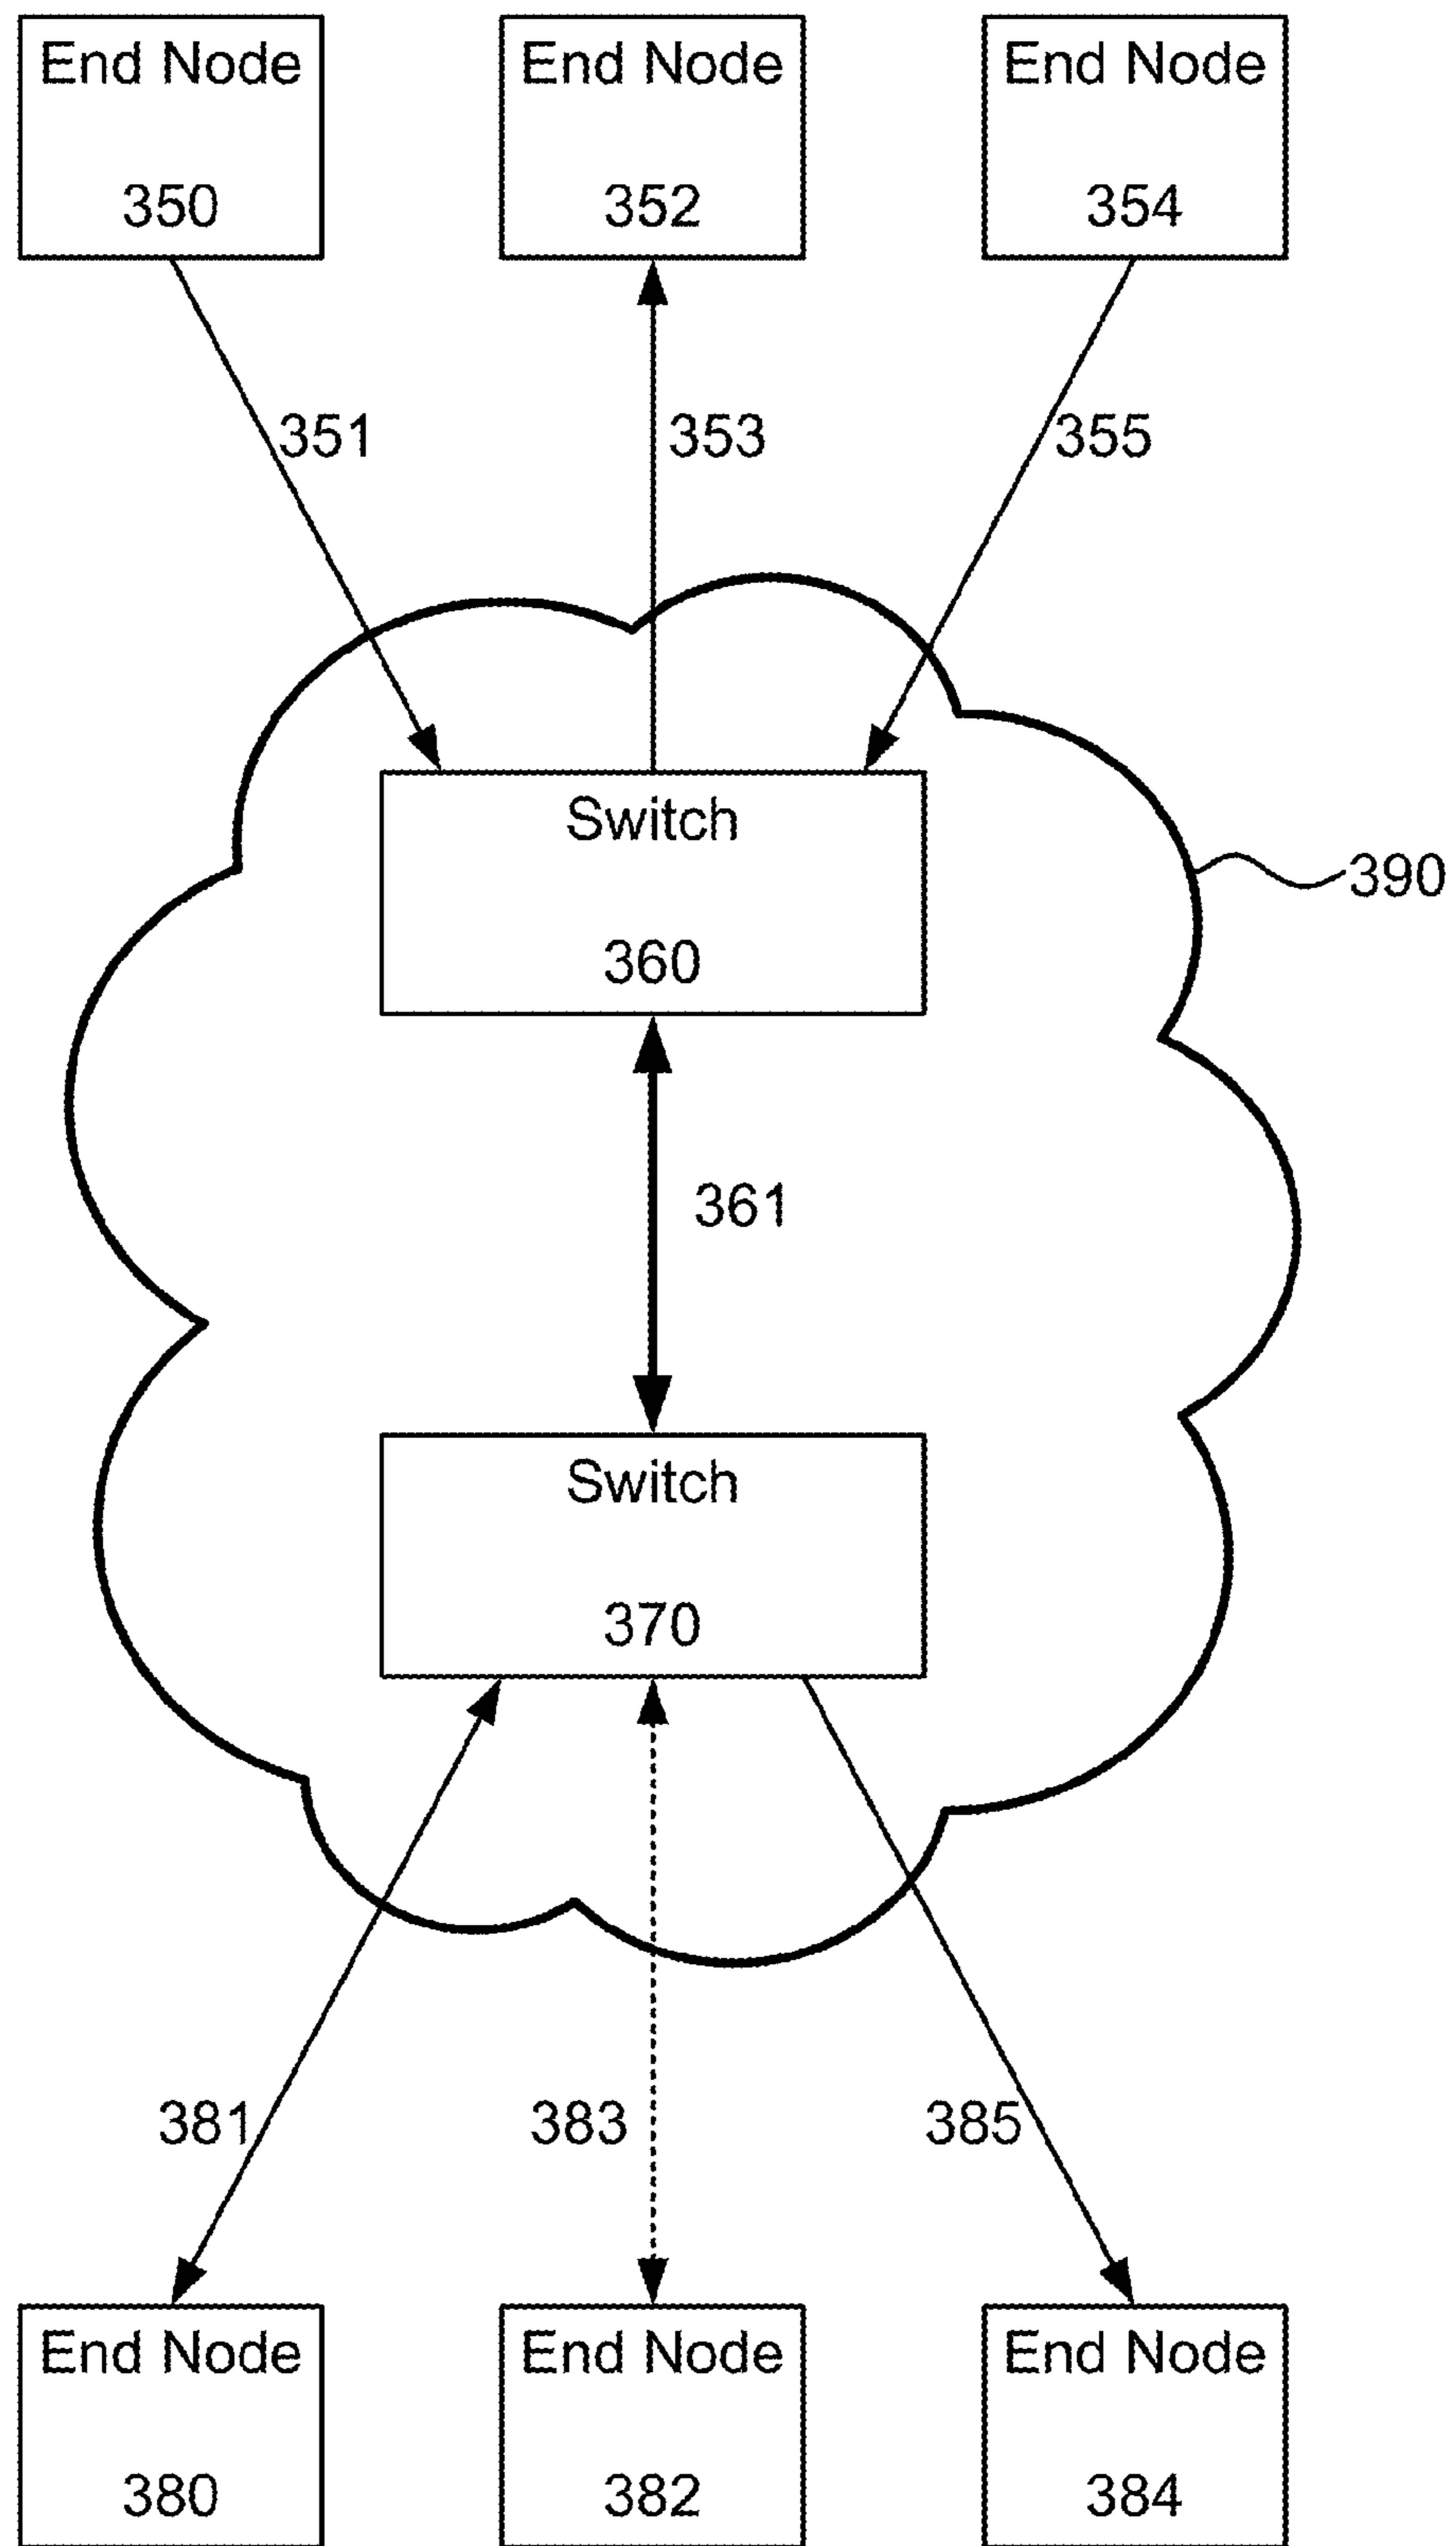 End Node
350
End Node
352
End Node
354
351
353
355
Switch
360
390
361
Switch
370
381
383
385
End Node
380
End Node
382
End Node
384